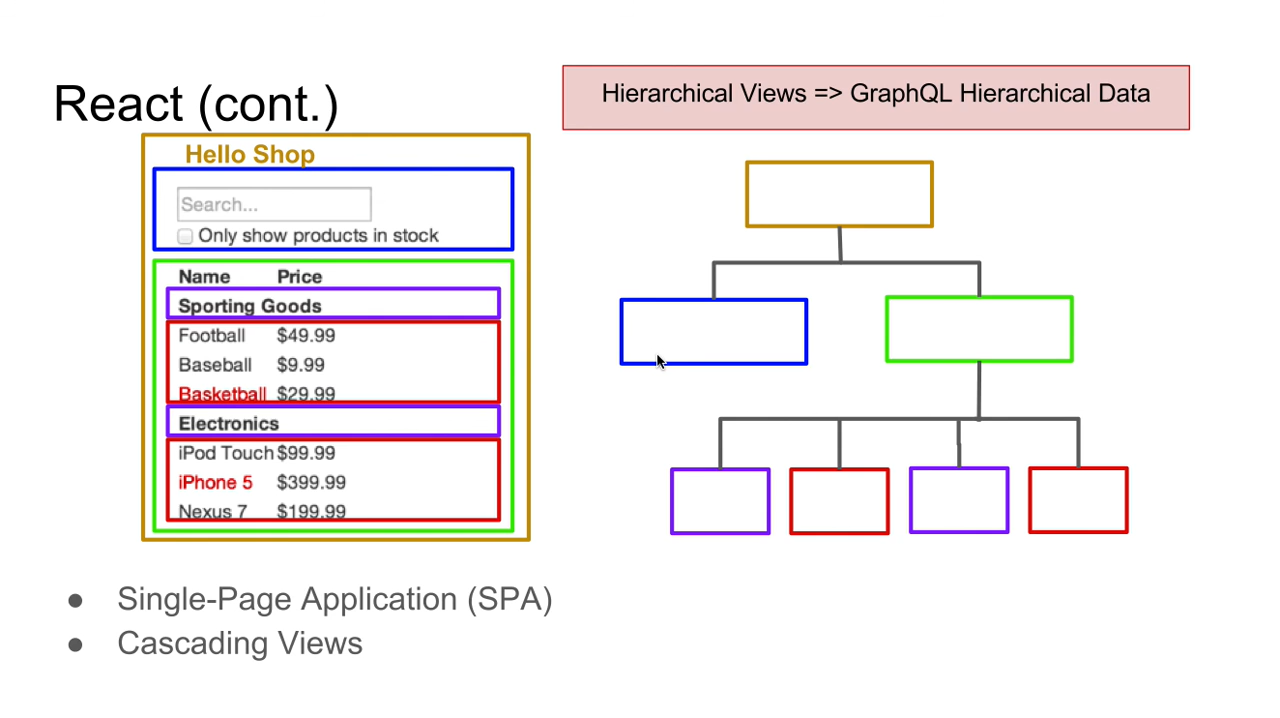 React (cont.)
Hierarchical Views => GraphQL Hierarchical Data
Hello Shop
Search...
Only show products in stock
Name Price
Sporting Goods
Football $49.99
Baseball $9.99
Basketball $29.99
Electronics
iPod Touch $99.99
iPhone 5 $399.99
Nexus 7 $199.99
● Single-Page Application (SPA)
● Cascading Views